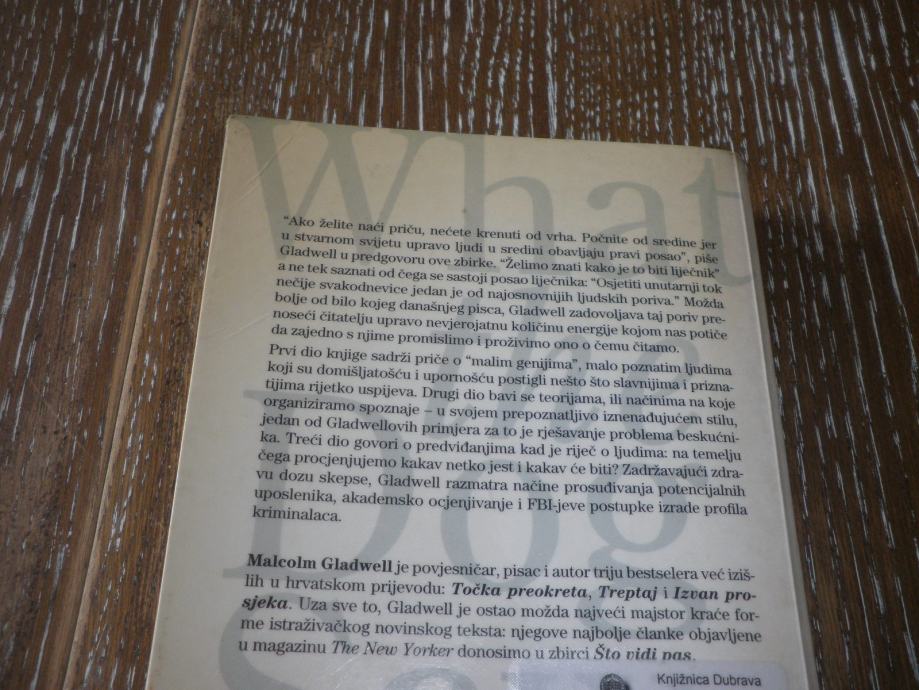 What
the
Dog
“Ako želite naći priču, nećete krenuti od vrha. Počnite od sredine jer
u stvarnom svijetu upravo ljudi u sredini obavljaju pravi posao”, piše
Gladwell u predgovoru ove zbirke. “Želimo znati kako je to biti liječnik”
a ne tek saznati od čega se sastoji posao liječnika: “Osjetiti unutarnji tok
nečije svakodnevice jedan je od najosnovnijih ljudskih poriva.” Možda
bolje od bilo kojeg današnjeg pisca, Gladwell zadovoljava taj poriv pre-
noseći čitatelju upravo nevjerojatnu količinu energije kojom nas potiče
da zajedno s njime promislimo i proživimo ono o čemu čitamo.
Prvi dio knjige sadrži priče o “malim genijima”, malo poznatim ljudima
koji su domišljatošću i upornošću postigli nešto što slavnijima i prizna-
tijima rijetko uspijeva. Drugi dio bavi se teorijama, ili načinima na koje
organiziramo spoznaje – u svojem prepoznatljivo iznenađujućem stilu,
jedan od Gladwellovih primjera za to je rješavanje problema beskućni-
ka. Treći dio govori o predviđanjima kad je riječ o ljudima: na temelju
čega procjenjujemo kakav netko jest i kakav će biti? Zadržavajući zdra-
vu dozu skepse, Gladwell razmatra načine prosuđivanja potencijalnih
uposlenika, akademsko ocjenjivanje i FBI-jeve postupke izrade profila
kriminalaca.
Malcolm Gladwell je povjesničar, pisac i autor triju bestselera već iziš-
lih u hrvatskom prijevodu: Točka preokreta, Treptaj i Izvan pro-
sjeka. Uza sve to, Gladwell je ostao možda najveći majstor kraće for-
me istraživačkog novinskog teksta: njegove najbolje članke objavljene
u magazinu The New Yorker donosimo u zbirci Što vidi pas.
Knjižnica Dubrava